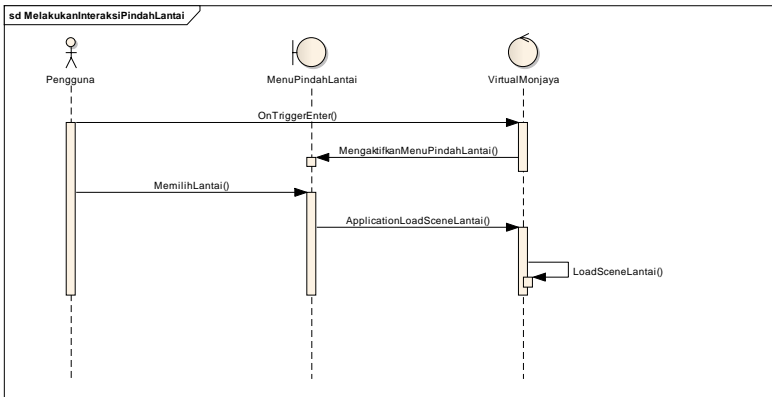 sd MelakukanInteraksiPindahLantai
Pengguna
MenuPindahLantai
VirtualMonjaya
OnTriggerEnter()
MengaktifkanMenuPindahLantai()
MemilihLantai()
ApplicationLoadSceneLantai()
LoadSceneLantai()